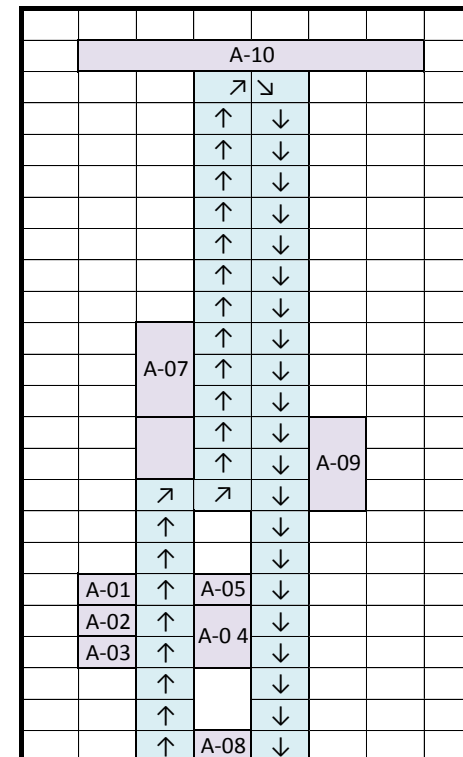 A-10
↗ ↘
↑ ↓
↑ ↓
↑ ↓
↑ ↓
↑ ↓
↑ ↓
↑ ↓
↑ ↓
A-07 ↑ ↓
↑ ↓
↑ ↓
↑ ↓
↑ ↓ A-09
↗ ↗ ↓
↑ ↓
↑ ↓
A-01 ↑ A-05 ↓
A-02 ↑ A-0 4 ↓
A-03 ↑ ↓
↑ ↓
↑ ↓
↑ A-08 ↓